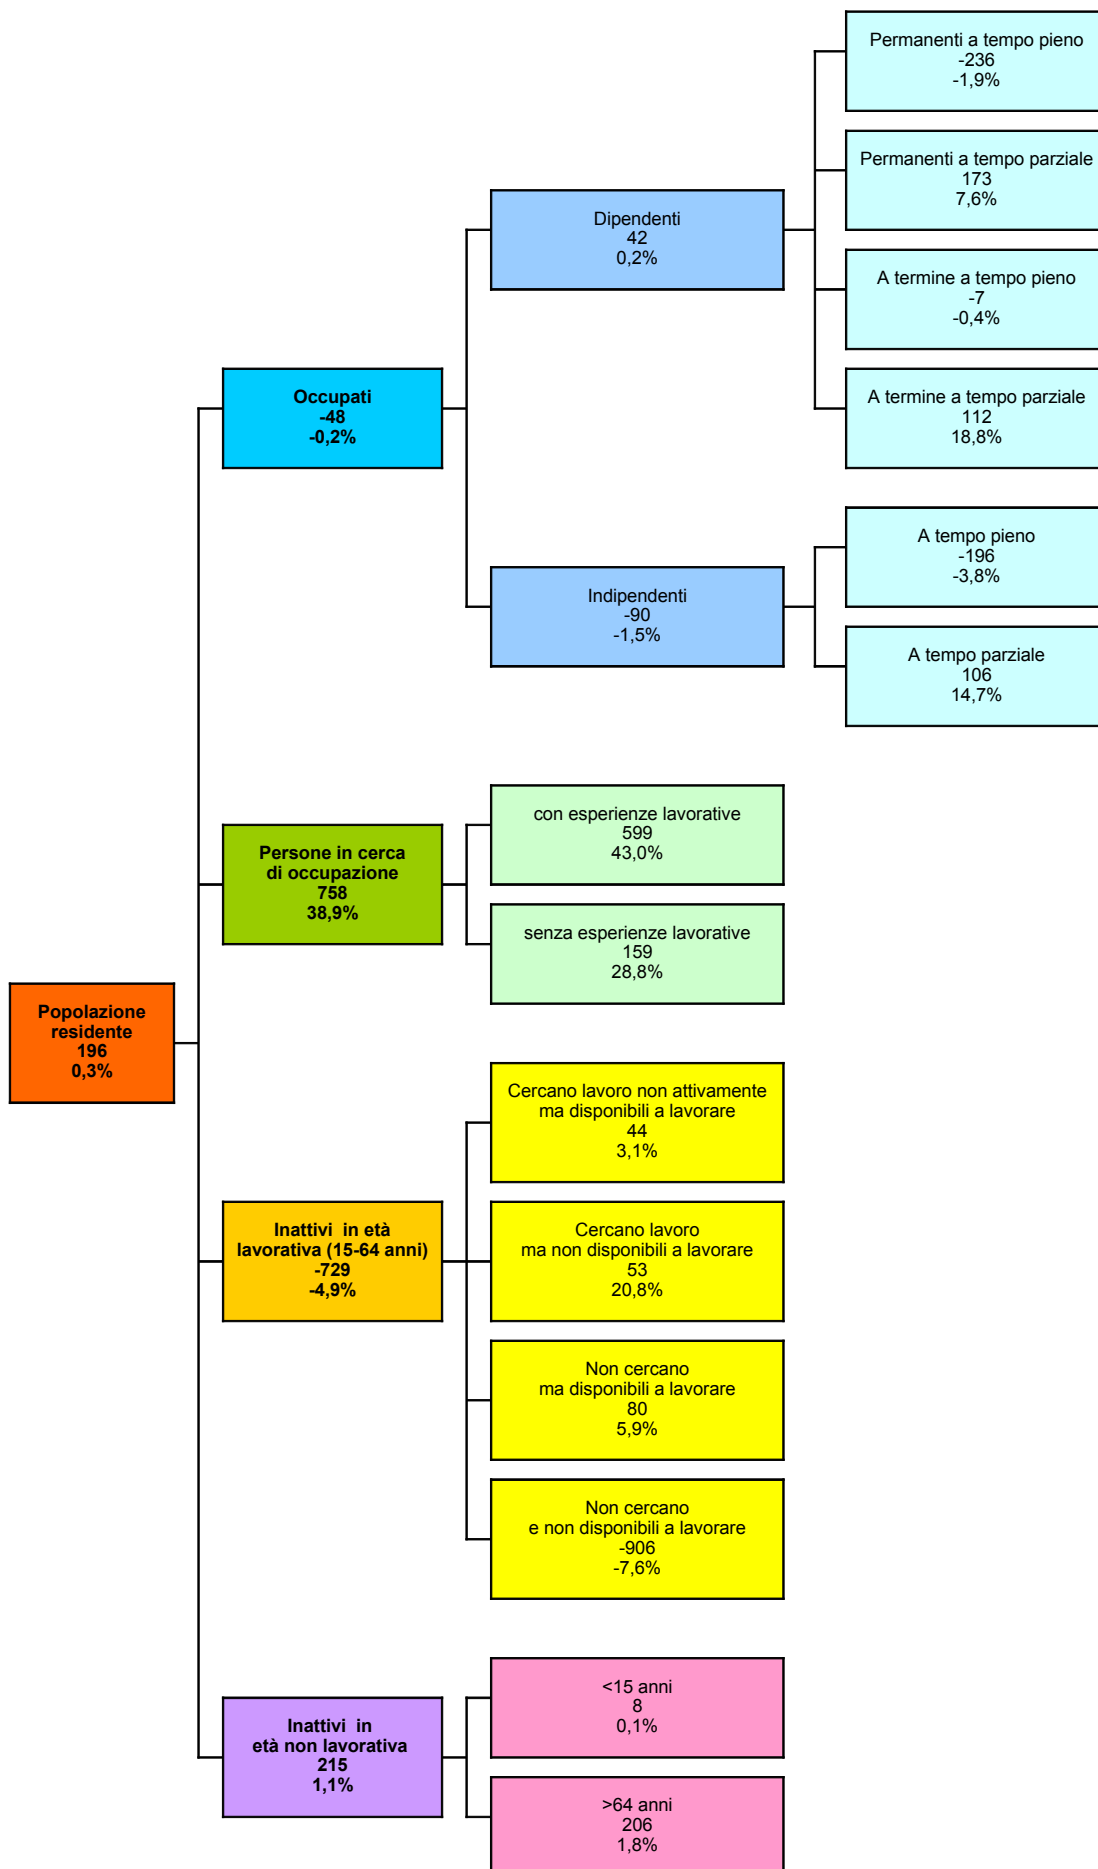 Permanenti a tempo pieno
-236
-1,9%
Permanenti a tempo parziale
173
7,6%
Dipendenti
42
0,2%
A termine a tempo pieno
-7
-0,4%
Occupati
-48
-0,2%
A termine a tempo parziale
112
18,8%
A tempo pieno
-196
-3,8%
Indipendenti
-90
-1,5%
A tempo parziale
106
14,7%
con esperienze lavorative
599
43,0%
Persone in cerca
di occupazione
758
38,9%
senza esperienze lavorative
159
28,8%
Popolazione
residente
196
0,3%
Cercano lavoro non attivamente
ma disponibili a lavorare
44
3,1%
Inattivi  in età
lavorativa (15-64 anni)
-729
-4,9%
Cercano lavoro
ma non disponibili a lavorare
53
20,8%
Non cercano
ma disponibili a lavorare
80
5,9%
Non cercano
e non disponibili a lavorare
-906
-7,6%
<15 anni
8
0,1%
Inattivi  in
età non lavorativa
215
1,1%
>64 anni
206
1,8%